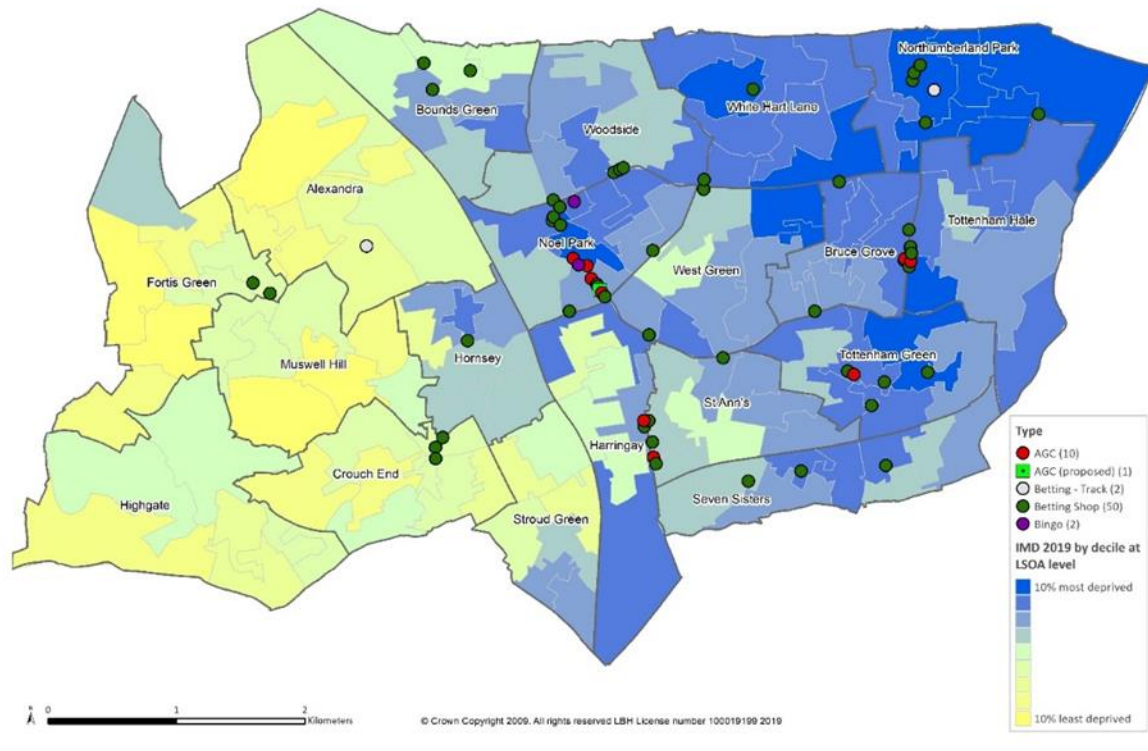 Northumberland Park
Bounds Green
White Hart Lane
Woodside
Alexandra
Tottenham Hale
Noel Park
Bruce Grove
West Green
Fortis Green
Muswell Hill
Hornsey
Tottenham Green
St Ann's
Harringay
Crouch End
Highgate
Seven Sisters
Stroud Green
Type
AGC (10)
AGC (proposed) (1)
Betting - Track (2)
Betting Shop (50)
Bingo (2)
IMD 2019 by decile at
LSOA level
10% most deprived
10% least deprived
N
0 1 2
Kilometers
© Crown Copyright 2009. All rights reserved LBH License number 100019199 2019